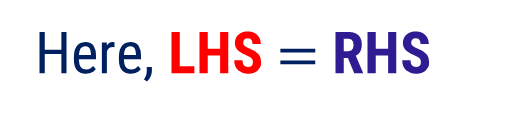 Here, LHS = RHS